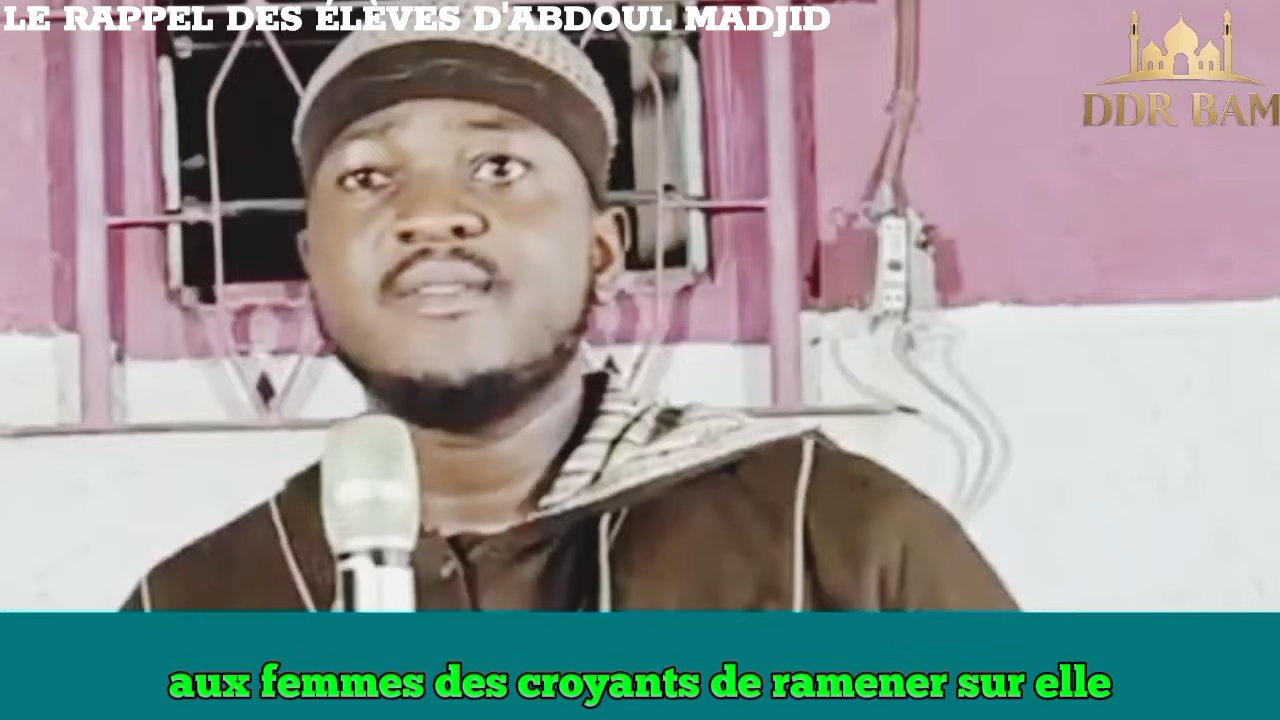 LE RAPPEL DES ÉLÈVES D'ABDOUL MADJID
DDR BAM
aux femmes des croyants de ramener sur elle